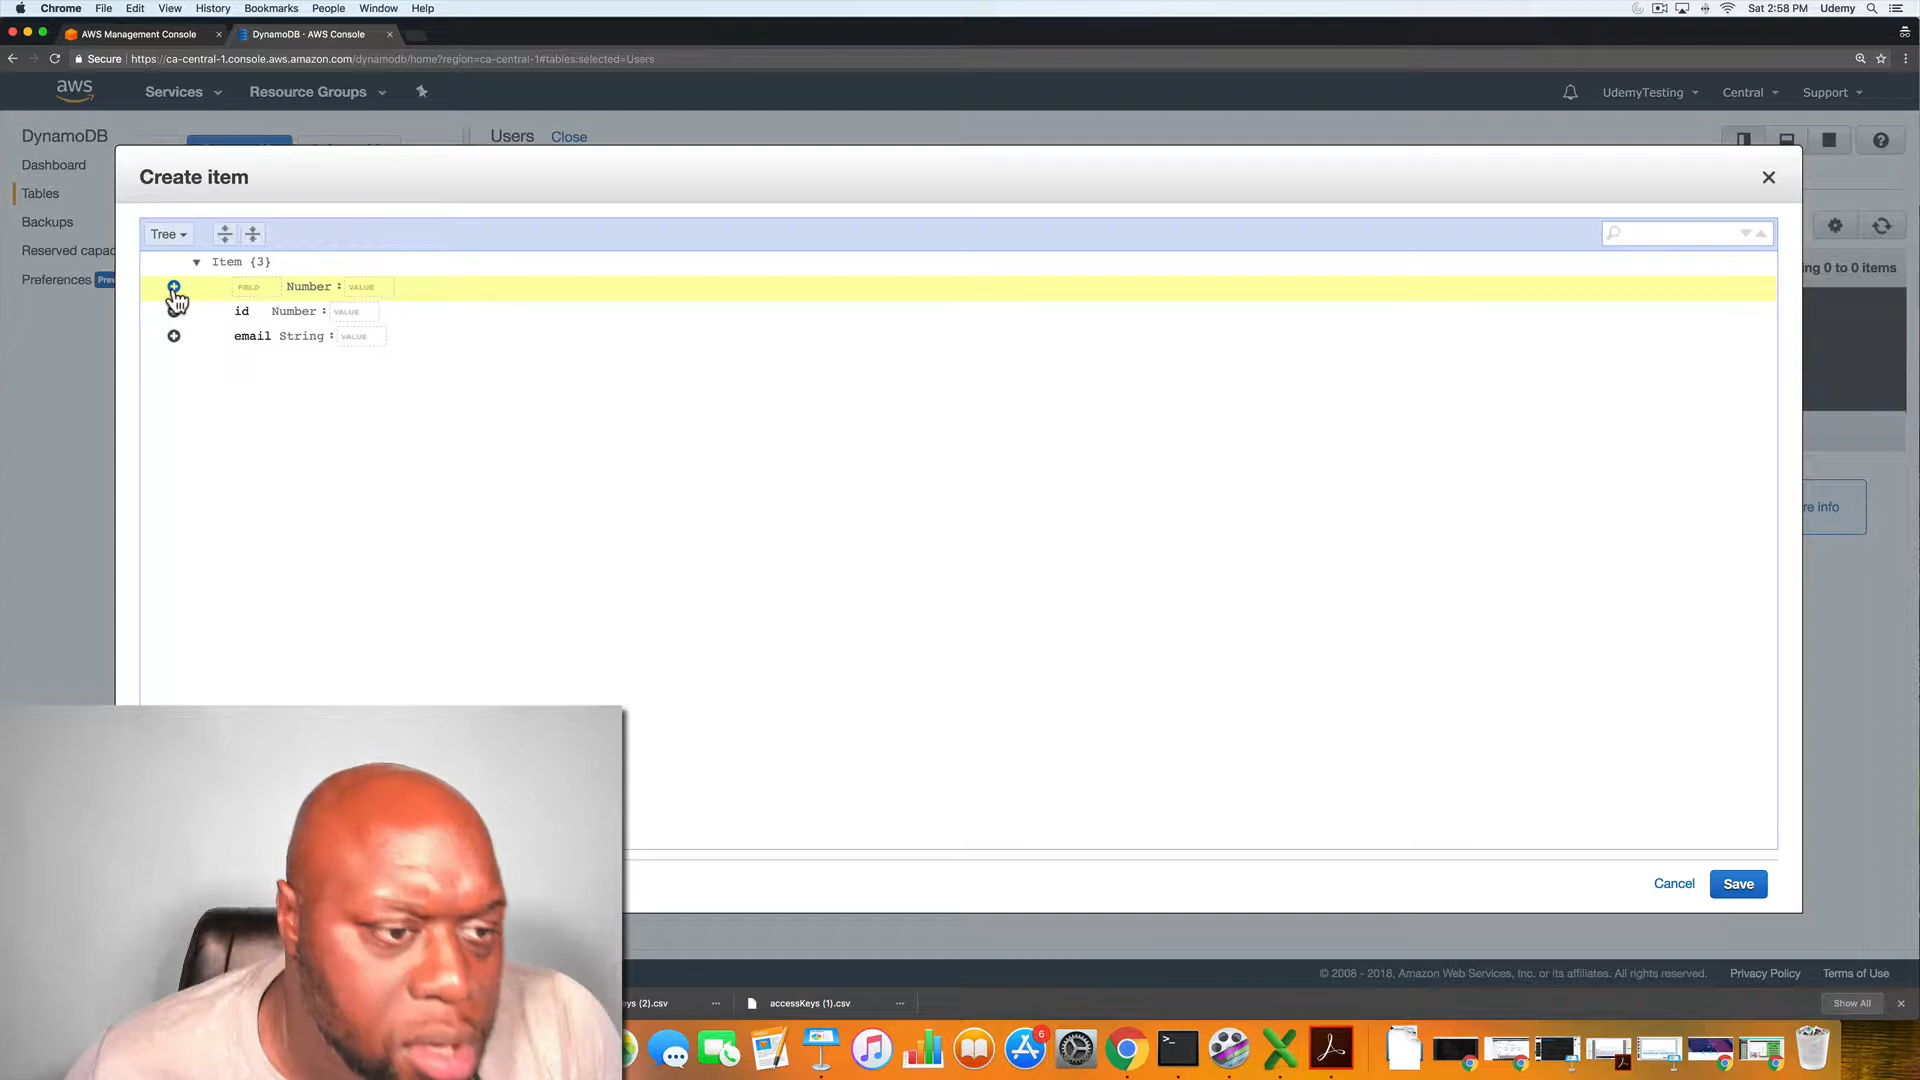 Chrome File Edit View History Bookmarks People Window Help Sat 2:58 PM Udemy
AWS Management Console × DynamoDB · AWS Console ×
Secure https://ca-central-1.console.aws.amazon.com/dynamodb/home?region=ca-central-1#tables:selected=Users
aws Services Resource Groups UdemyTesting Central Support
DynamoDB
Dashboard
Tables
Backups
Reserved capac
Preferences Prev
Users Close
Create item
ing 0 to 0 items
Tree
Item {3}
FIELD Number : VALUE
id Number : VALUE
email String : VALUE
re info
Cancel Save
© 2008 - 2018, Amazon Web Services, Inc. or its affiliates. All rights reserved. Privacy Policy Terms of Use
ys (2).csv accessKeys (1).csv Show All
6